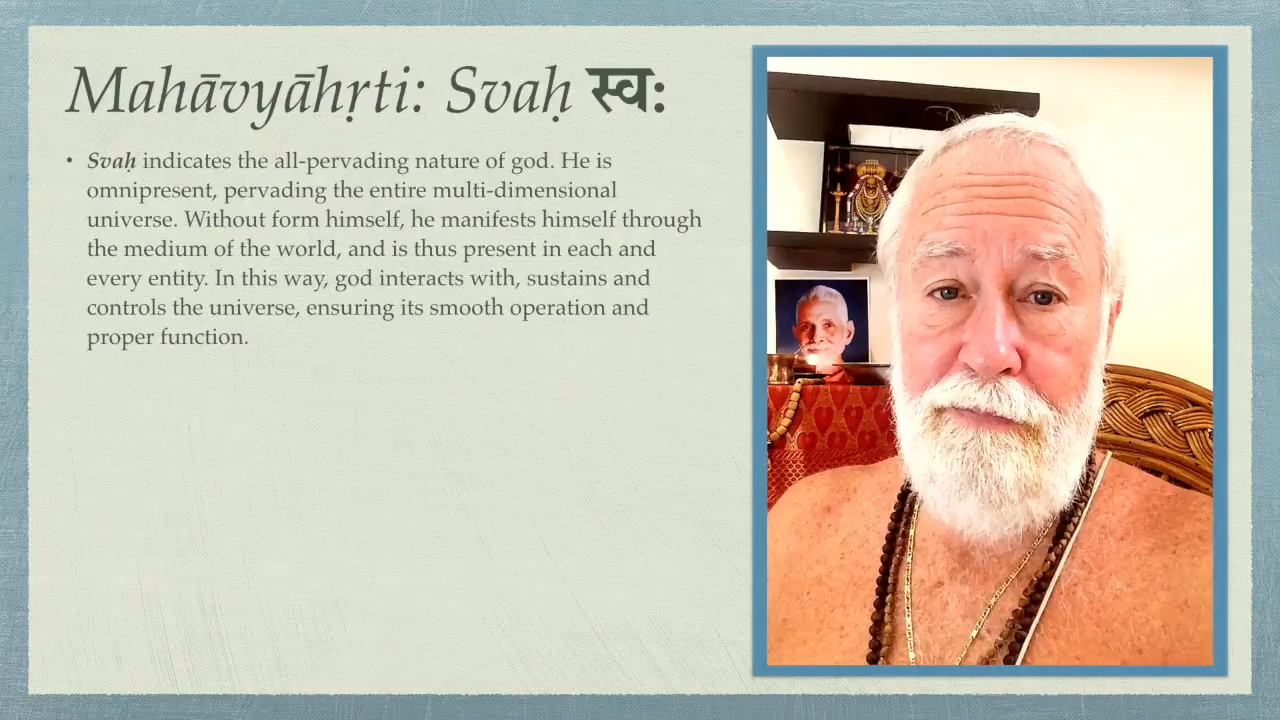 Mahāvyāhṛti: Svaḥ स्वः
• Svaḥ indicates the all-pervading nature of god. He is
omnipresent, pervading the entire multi-dimensional
universe. Without form himself, he manifests himself through
the medium of the world, and is thus present in each and
every entity. In this way, god interacts with, sustains and
controls the universe, ensuring its smooth operation and
proper function.